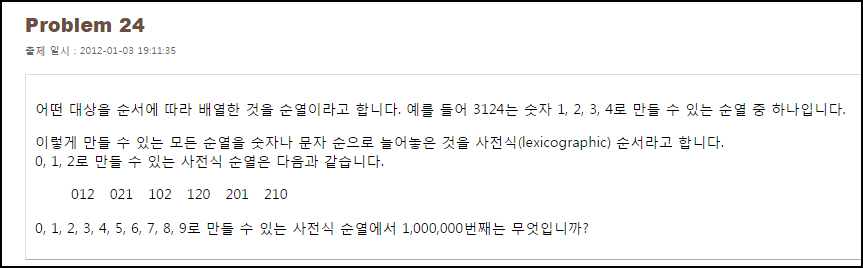 Problem 24
출제 일시 : 2012-01-03 19:11:35
어떤 대상을 순서에 따라 배열한 것을 순열이라고 합니다. 예를 들어 3124는 숫자 1, 2, 3, 4로 만들 수 있는 순열 중 하나입니다.
이렇게 만들 수 있는 모든 순열을 숫자나 문자 순으로 늘어놓은 것을 사전식(lexicographic) 순서라고 합니다.
0, 1, 2로 만들 수 있는 사전식 순열은 다음과 같습니다.
012 021 102 120 201 210
0, 1, 2, 3, 4, 5, 6, 7, 8, 9로 만들 수 있는 사전식 순열에서 1,000,000번째는 무엇입니까?